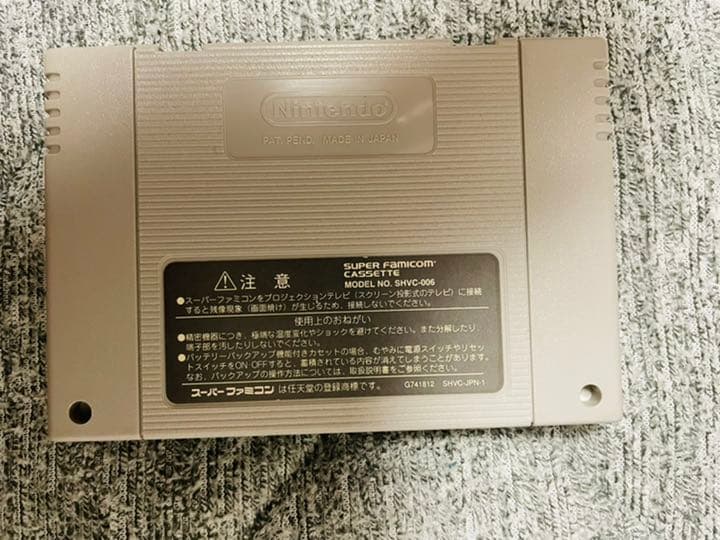 Nintendo
PAT. PEND. MADE IN JAPAN
⚠注意
SUPER FAMICOM™
CASSETTE
MODEL NO. SHVC-006
●スーパーファミコンをプロジェクションテレビ(スクリーン投影式のテレビ)に接続
すると残像現象(画面焼け)が生じるため、接続しないでください。
使用上のおねがい
●精密機器につき、極端な温度変化やショックを避けてください。また分解したり、
端子部を汚したりしないでください。
●バッテリーバックアップ機能付きカセットの場合、むやみに電源スイッチやリセッ
トスイッチをON OFFすると、蓄積されている内容が消えてしまうことがあります。
なお、バックアップの操作方法については、取扱説明書をご参照ください。
スーパーファミコンは任天堂の登録商標です。 G741812 SHVC-JPN-1